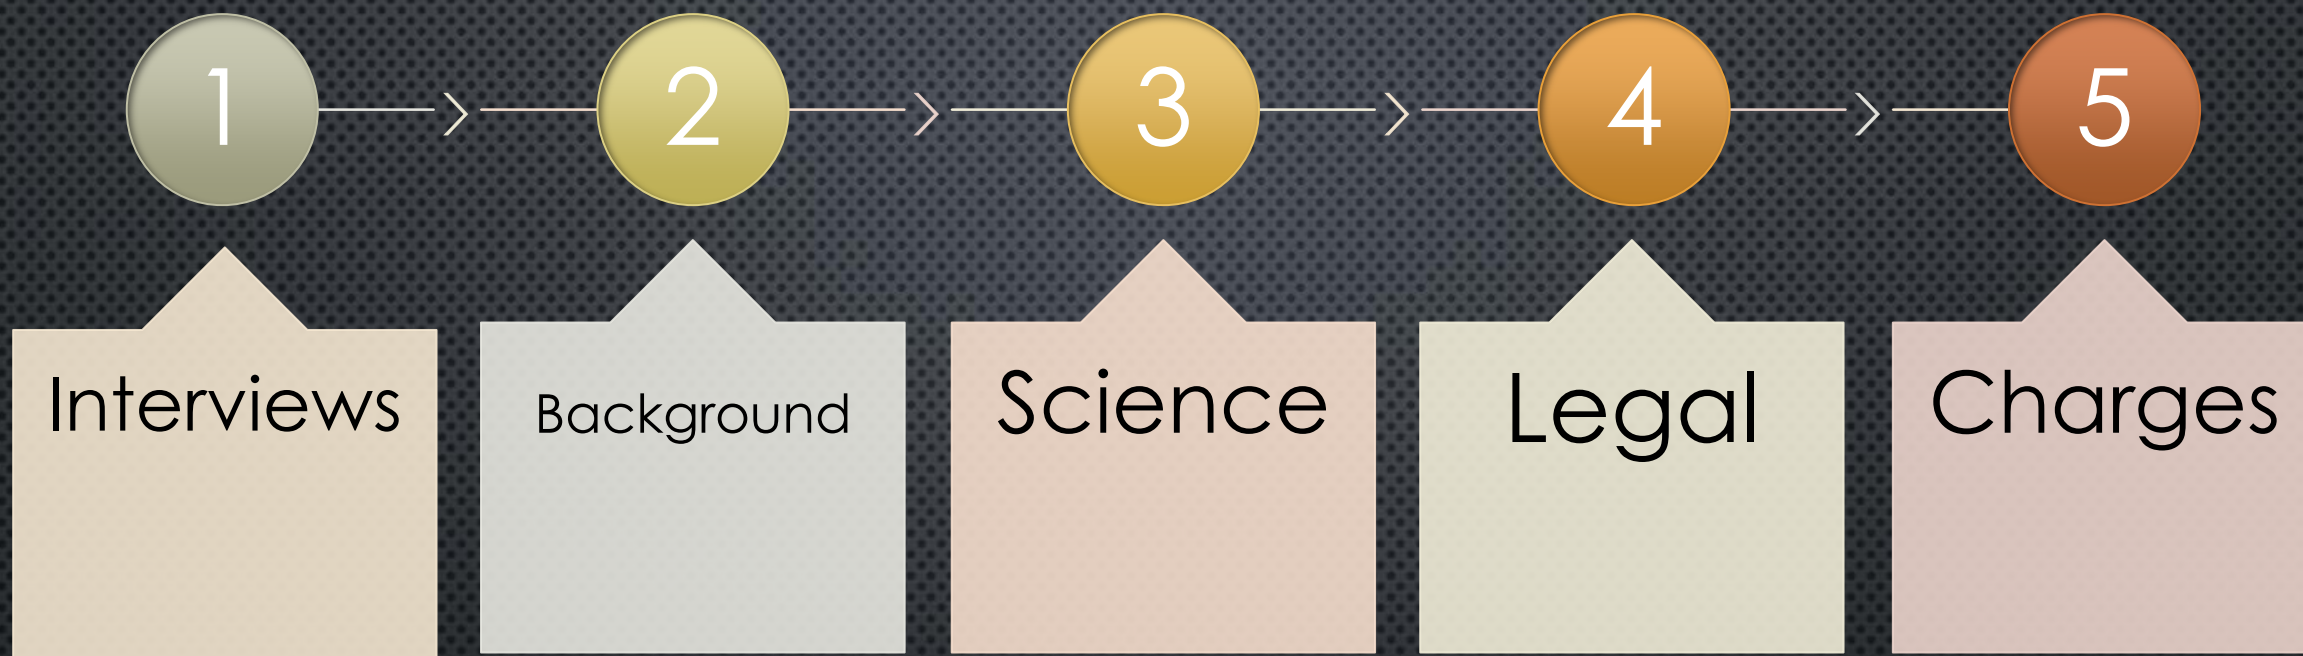 1 2 3 4 5
Interviews
Background
Science
Legal
Charges